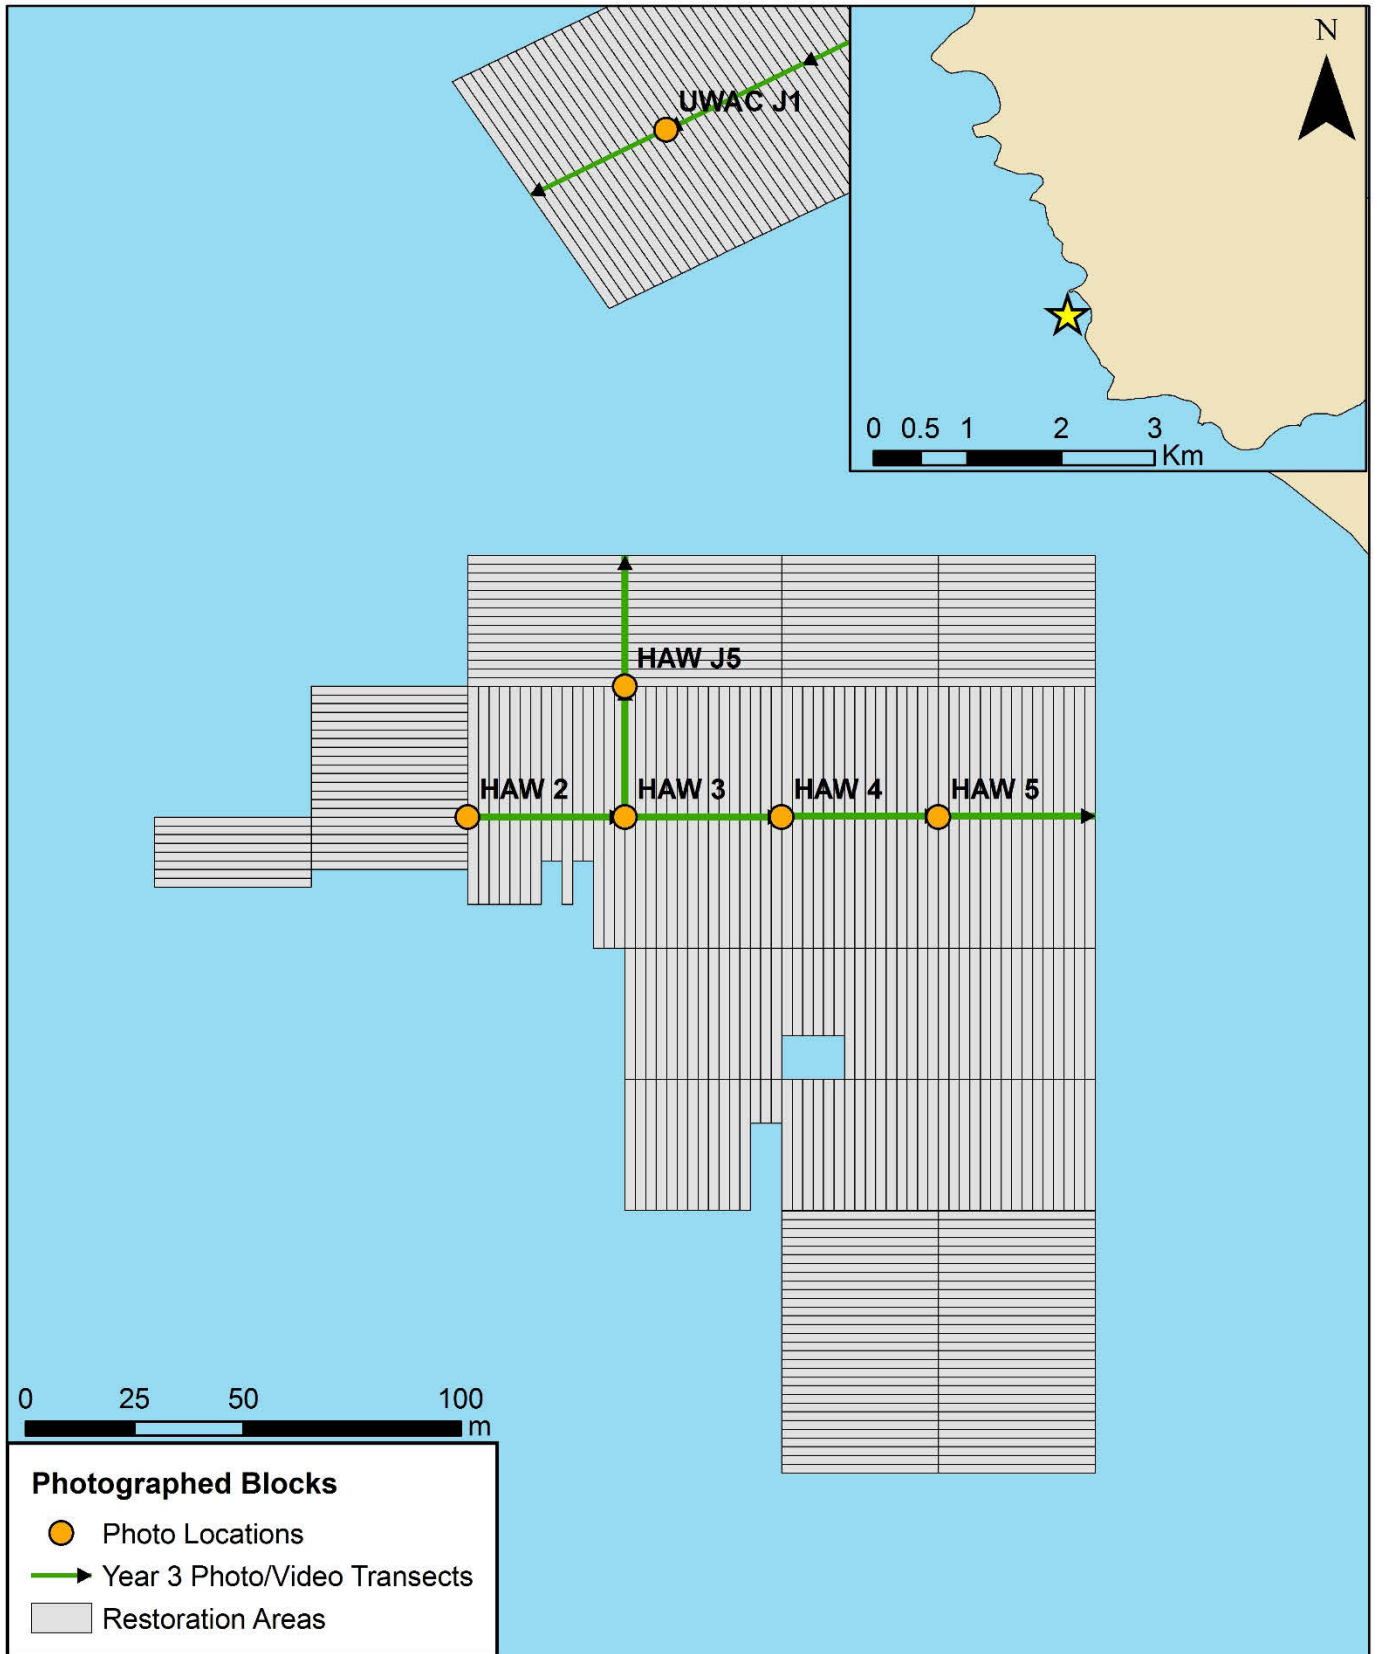 UWAC J1
N
0 0.5 1 2 3
Km
HAW J5
HAW 2 HAW 3 HAW 4 HAW 5
0 25 50 100
m
Photographed Blocks
Photo Locations
Year 3 Photo/Video Transects
Restoration Areas